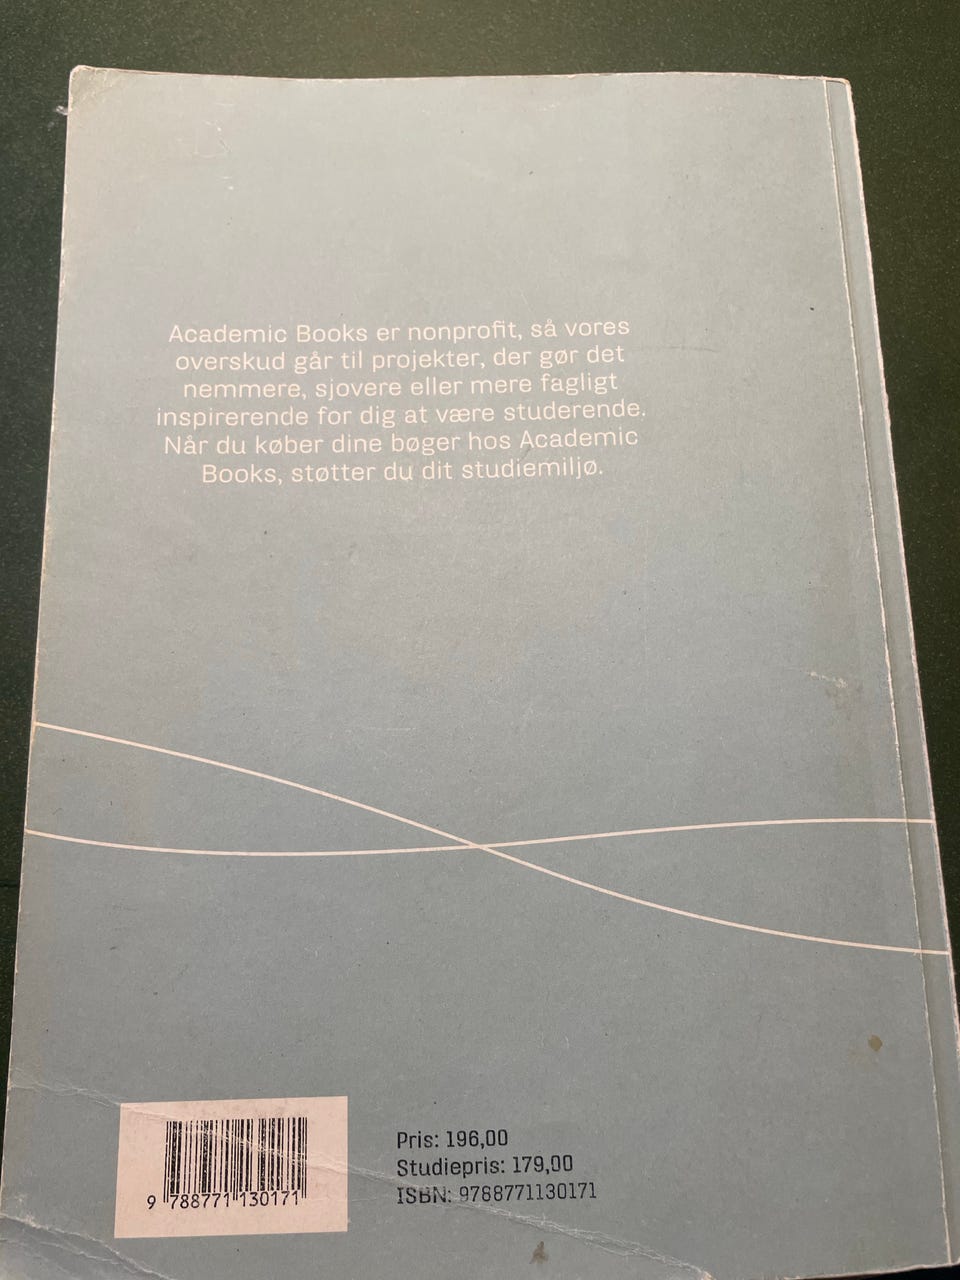 Academic Books er nonprofit, så vores
overskud går til projekter, der gør det
nemmere, sjovere eller mere fagligt
inspirerende for dig at være studerende.
Når du køber dine bøger hos Academic
Books, støtter du dit studiemiljø.
9 788771 130171
Pris: 196,00
Studiepris: 179,00
ISBN: 9788771130171